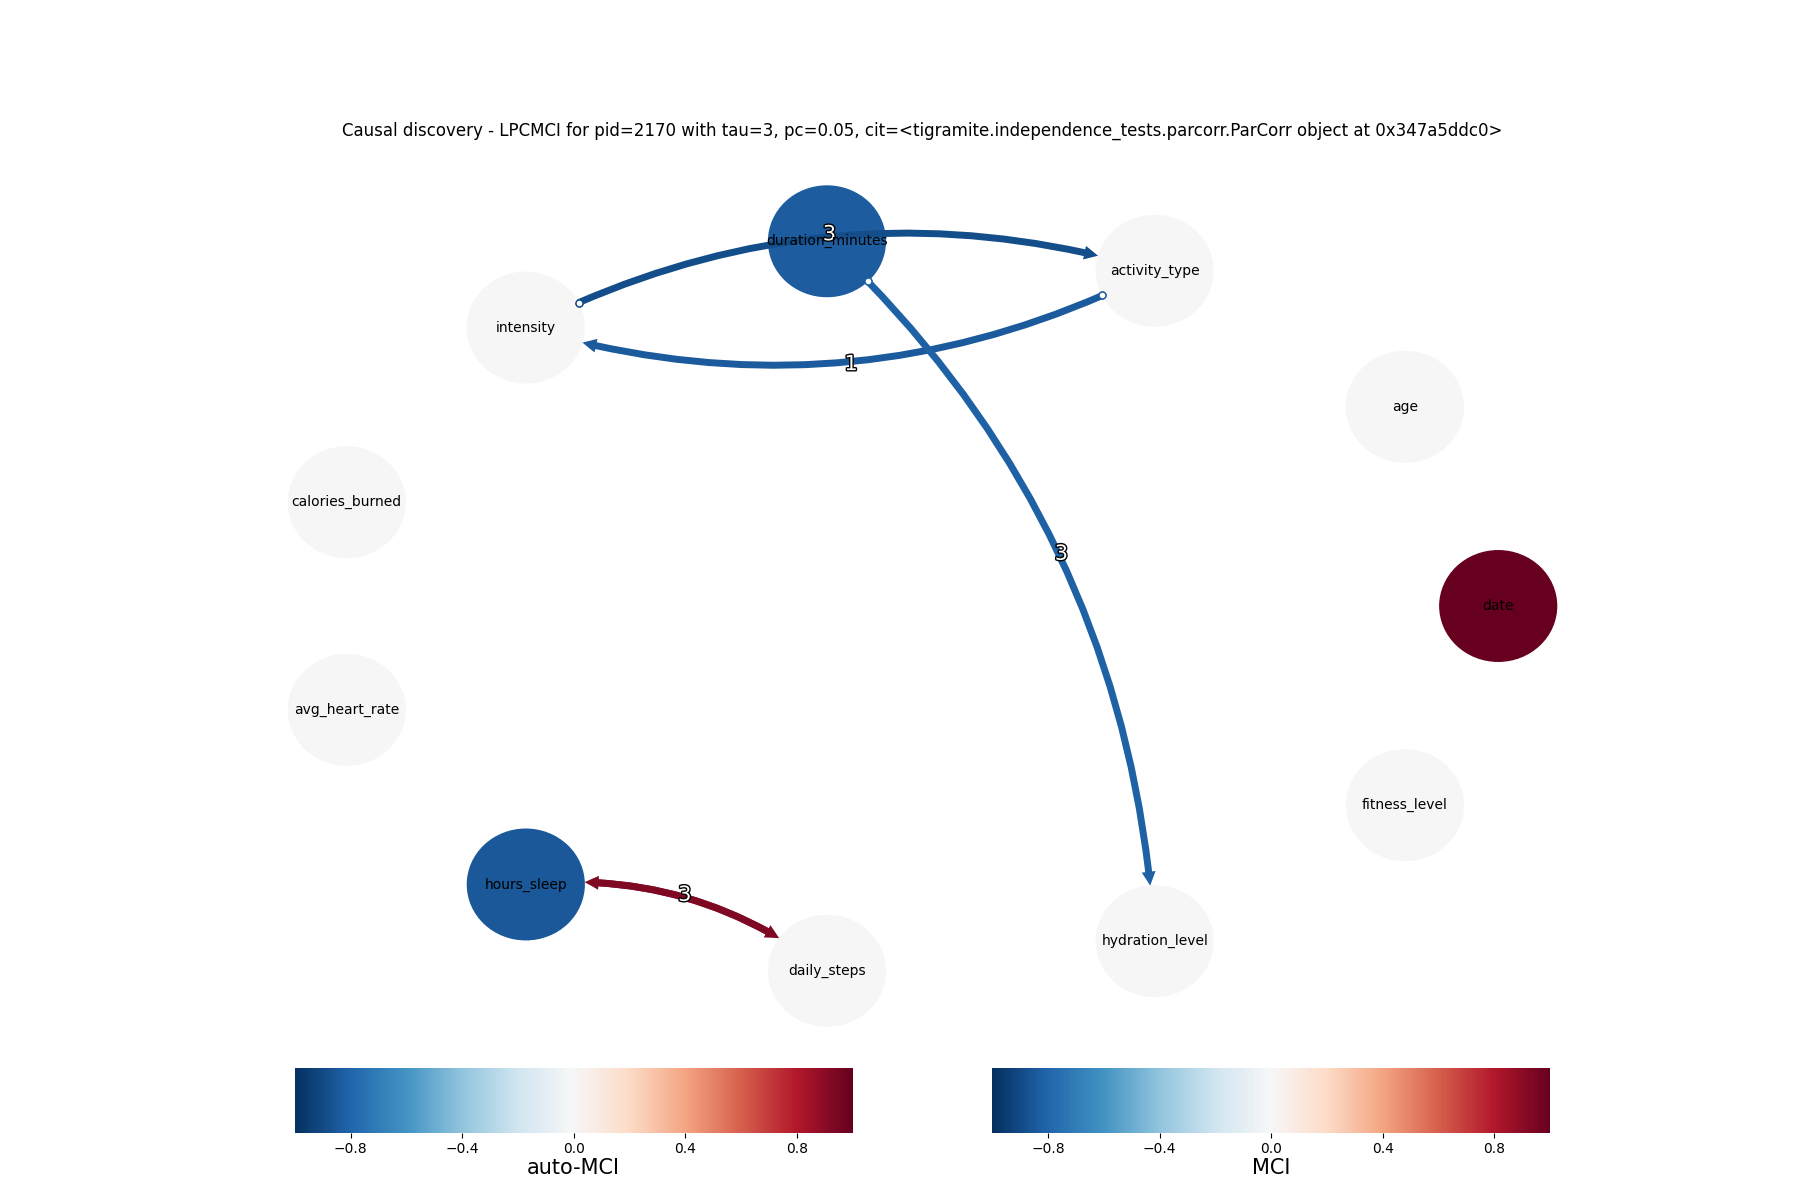 Causal discovery - LPCMCI for pid=2170 with tau=3, pc=0.05, cit=<tigramite.independence_tests.parcorr.ParCorr object at 0x347a5ddc0>
3
duration_minutes
activity_type
intensity
1
age
calories_burned
3
date
avg_heart_rate
fitness_level
hours_sleep
3
hydration_level
daily_steps
−0.8 −0.4 0.0 0.4 0.8
auto-MCI
−0.8 −0.4 0.0 0.4 0.8
MCI